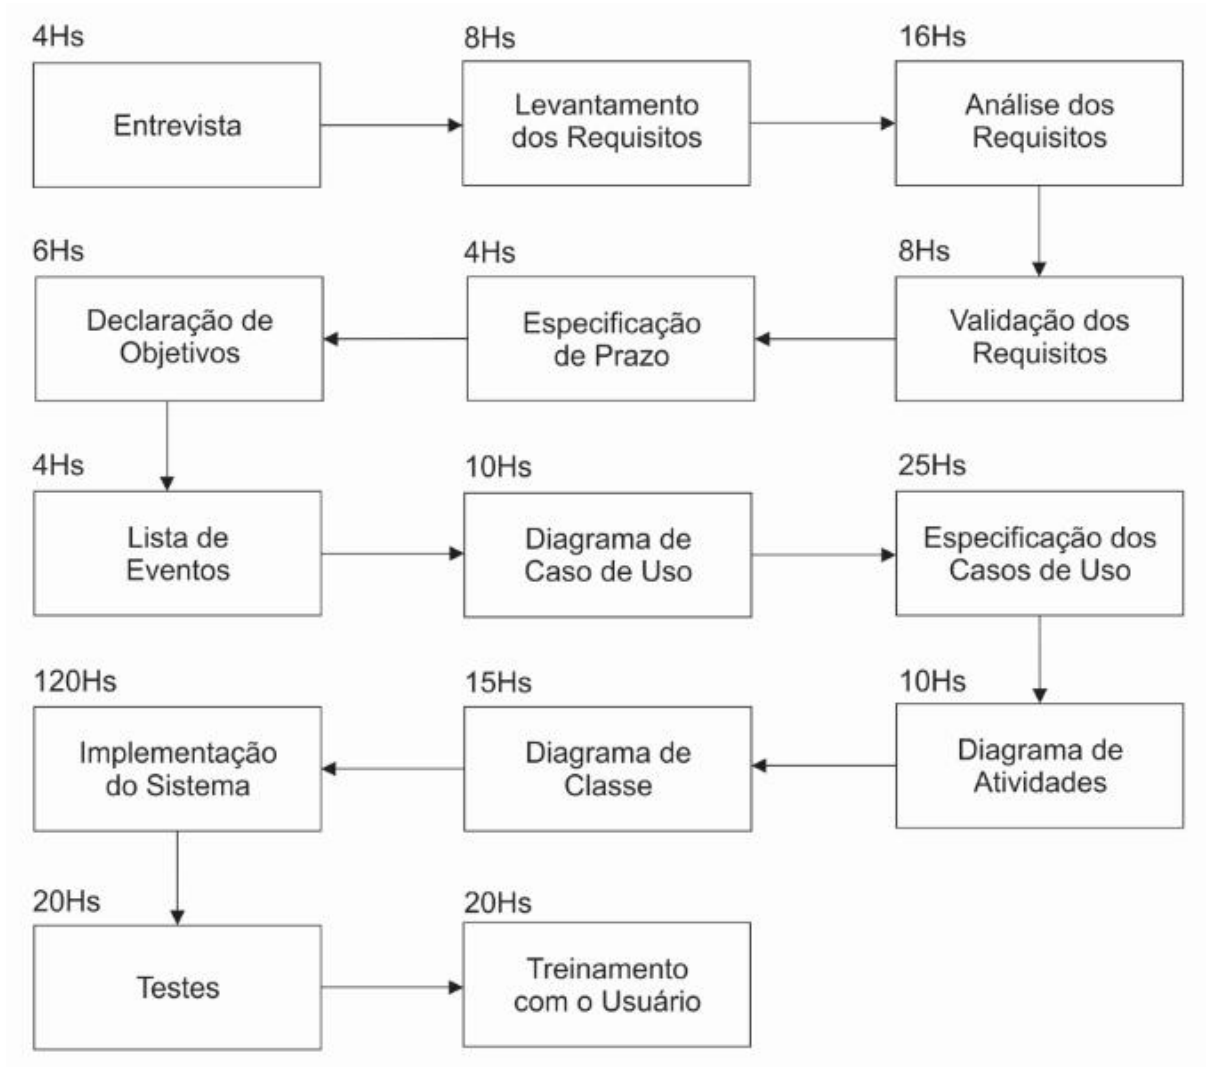 4Hs
Entrevista
8Hs
Levantamento
dos Requisitos
16Hs
Análise dos
Requisitos
6Hs
Declaração de
Objetivos
4Hs
Especificação
de Prazo
8Hs
Validação dos
Requisitos
4Hs
Lista de
Eventos
10Hs
Diagrama de
Caso de Uso
25Hs
Especificação dos
Casos de Uso
120Hs
Implementação
do Sistema
15Hs
Diagrama de
Classe
10Hs
Diagrama de
Atividades
20Hs
Testes
20Hs
Treinamento
com o Usuário